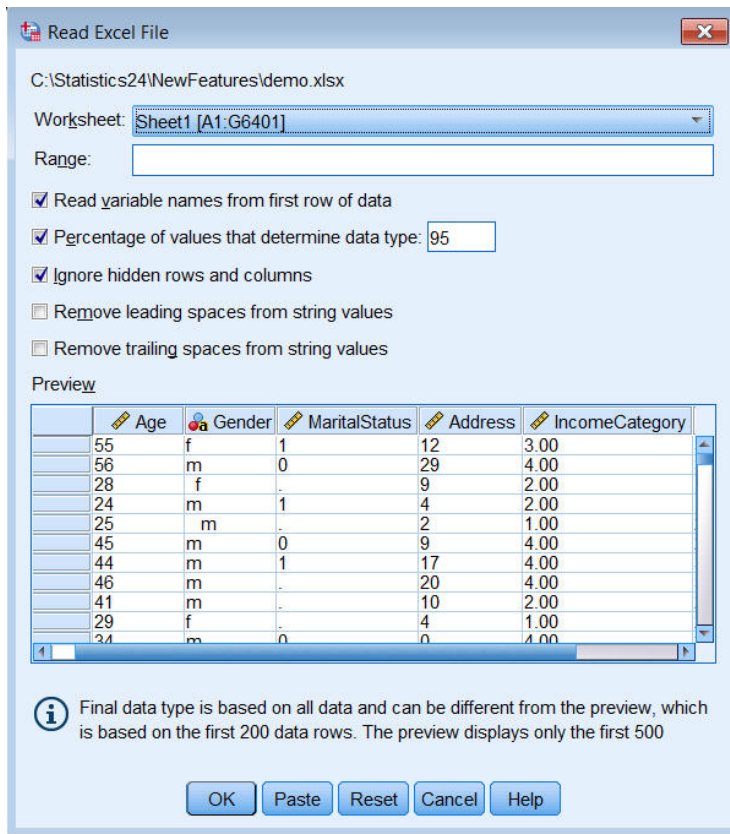 Read Excel File
C:\Statistics24\NewFeatures\demo.xlsx
Worksheet: Sheet1 [A1:G6401]
Range:
Read variable names from first row of data
Percentage of values that determine data type: 95
Ignore hidden rows and columns
Remove leading spaces from string values
Remove trailing spaces from string values
Preview
Age Gender MaritalStatus Address IncomeCategory
55 f 1 12 3.00
56 m 0 29 4.00
28 f . 9 2.00
24 m 1 4 2.00
25 m . 2 1.00
45 m 0 9 4.00
44 m 1 17 4.00
46 m . 20 4.00
41 m . 10 2.00
29 f . 4 1.00
34 m 0 0 4.00
Final data type is based on all data and can be different from the preview, which
is based on the first 200 data rows. The preview displays only the first 500
OK Paste Reset Cancel Help